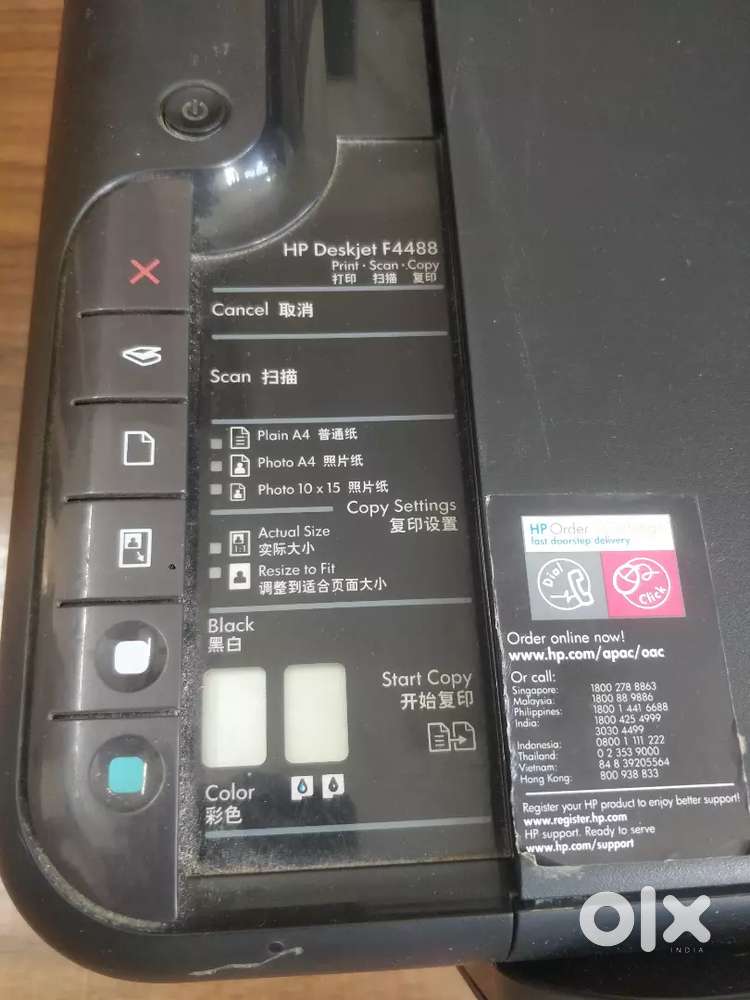 HP Deskjet F4488
Print · Scan · Copy
打印 扫描 复印
Cancel 取消
Scan 扫描
Plain A4 普通纸
Photo A4 照片纸
Photo 10 x 15 照片纸
Copy Settings
复印设置
1:1
Actual Size
实际大小
Resize to Fit
调整到适合页面大小
Black
黑白
Start Copy
开始复印
Color
彩色
HP Order
fast doorstep delivery
Dial
Click
Order online now!
www.hp.com/apac/oac
Or call:
Singapore: 1800 278 8863
Malaysia: 1800 88 9886
Philippines: 1800 1 441 6688
India: 1800 425 4999
3030 4499
Indonesia: 0800 1 111 222
Thailand: 0 2 353 9000
Vietnam: 84 8 39205564
Hong Kong: 800 938 833
Register your HP product to enjoy better support!
www.register.hp.com
HP support. Ready to serve
www.hp.com/support
olx
INDIA